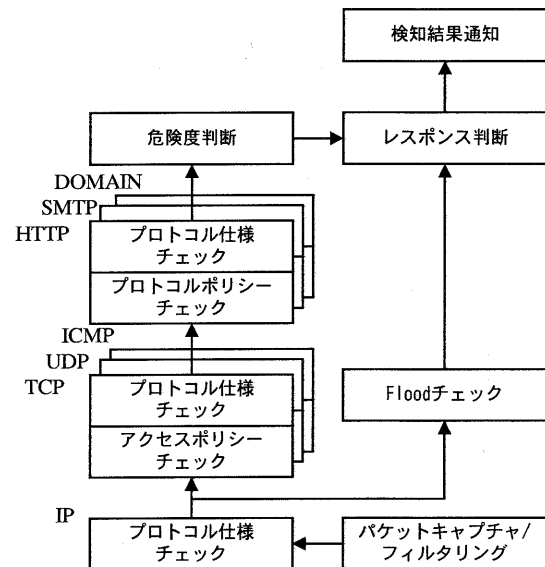 検知結果通知
危険度判断
レスポンス判断
DOMAIN
SMTP
HTTP
プロトコル仕様
チェック
プロトコルポリシー
チェック
ICMP
UDP
TCP
プロトコル仕様
チェック
アクセスポリシー
チェック
Floodチェック
IP
プロトコル仕様
チェック
パケットキャプチャ/
フィルタリング